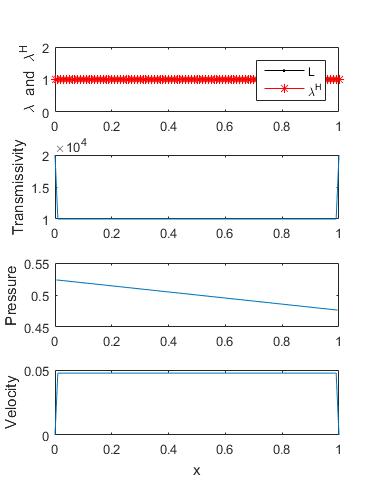 2
1
0
λ and λH
L
λH
0 0.2 0.4 0.6 0.8 1
×10^4
2
1.5
1
Transmissivity
0 0.2 0.4 0.6 0.8 1
0.55
0.5
0.45
Pressure
0 0.2 0.4 0.6 0.8 1
0.05
0
Velocity
0 0.2 0.4 0.6 0.8 1
x